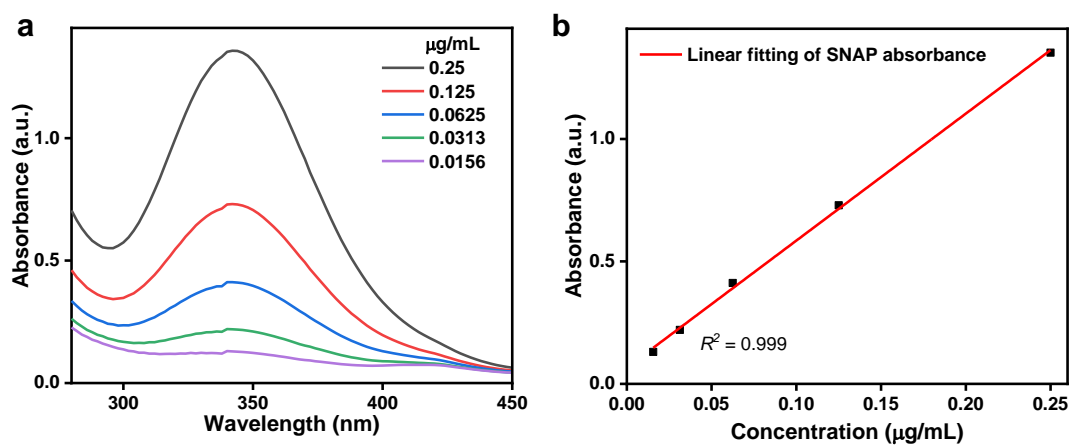 a
μg/mL
0.25
0.125
0.0625
0.0313
0.0156
1.0
0.5
0.0
300
350
400
450
Absorbance (a.u.)
Wavelength (nm)
b
Linear fitting of SNAP absorbance
R² = 0.999
1.0
0.5
0.0
0.00
0.05
0.10
0.15
0.20
0.25
Absorbance (a.u.)
Concentration (μg/mL)